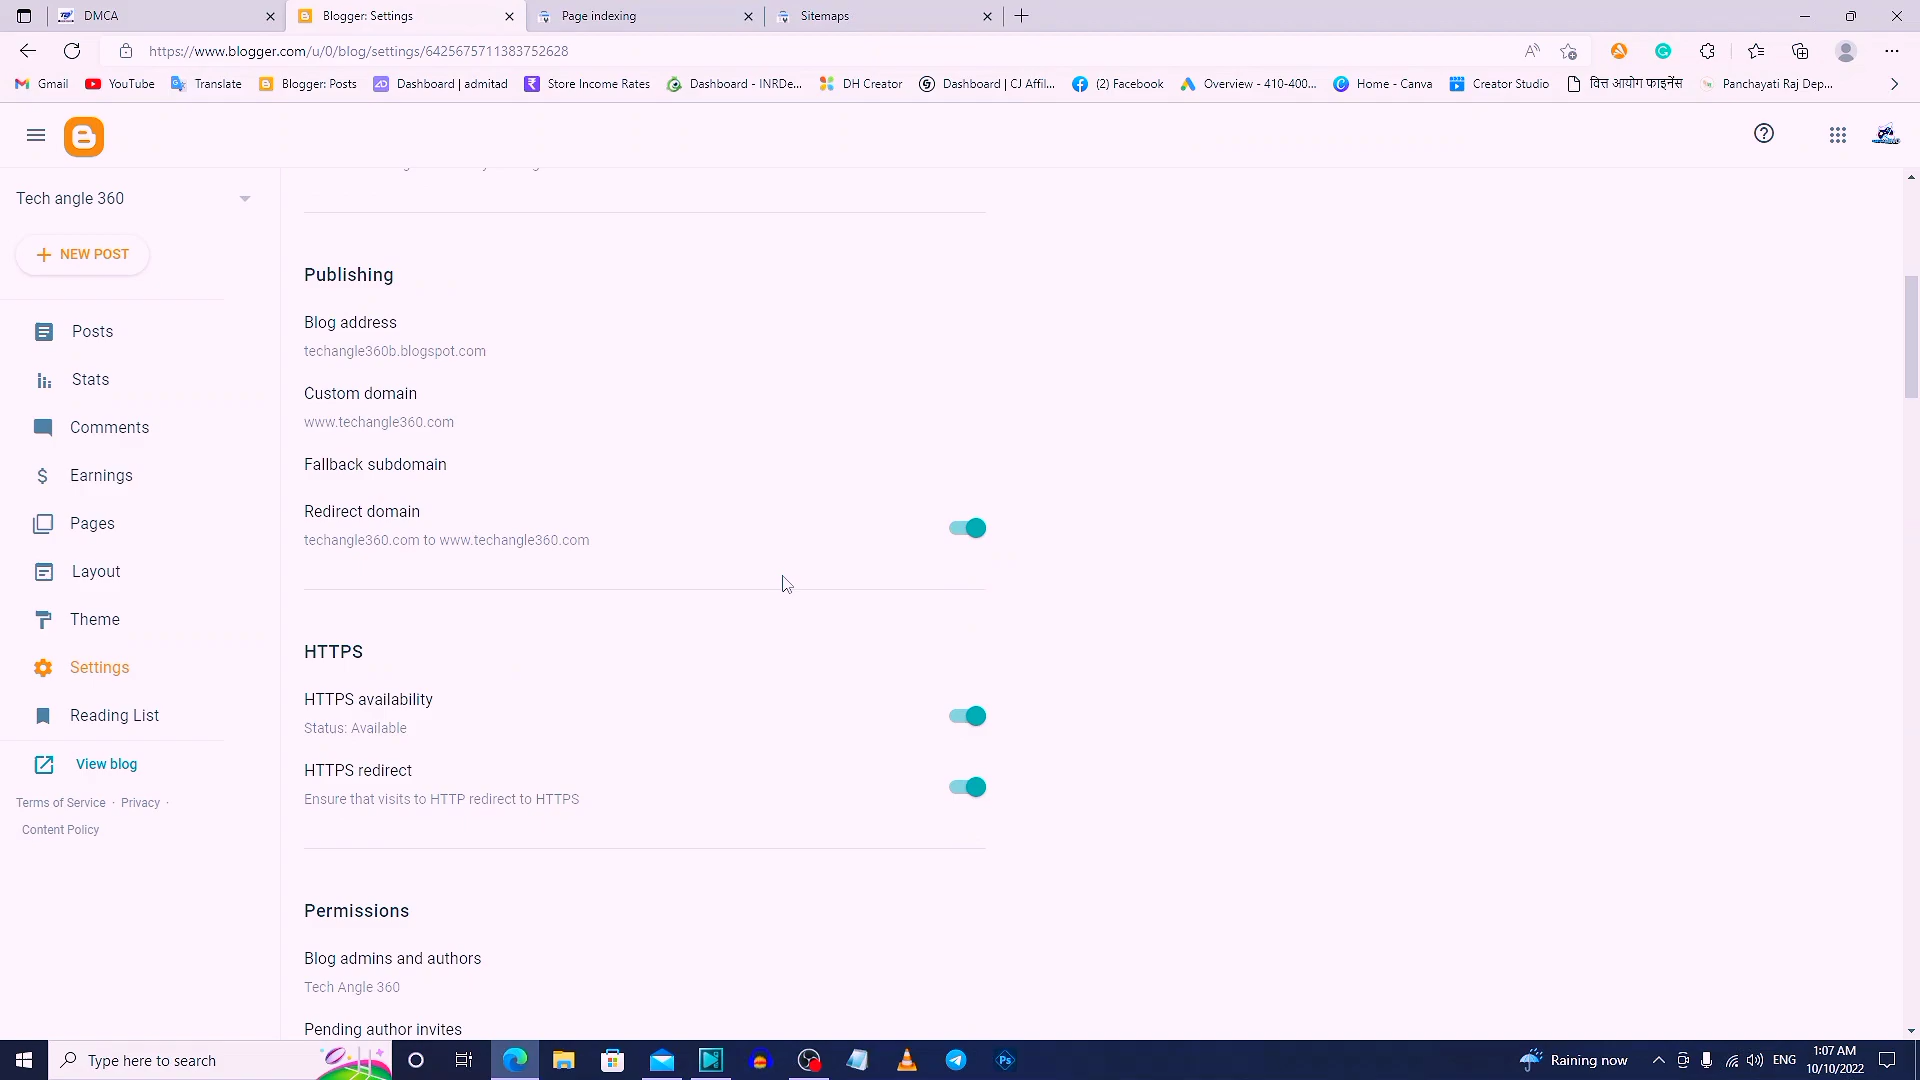 DMCA
Blogger: Settings
Page indexing
Sitemaps
https://www.blogger.com/u/0/blog/settings/6425675711383752628
Gmail
YouTube
Translate
Blogger: Posts
Dashboard | admitad
Store Income Rates
Dashboard - INRDe...
DH Creator
Dashboard | CJ Affil...
(2) Facebook
Overview - 410-400...
Home - Canva
Creator Studio
वित्त आयोग फाइनेंस
Panchayati Raj Dep...
Tech angle 360
NEW POST
Posts
Stats
Comments
Earnings
Pages
Layout
Theme
Settings
Reading List
View blog
Terms of Service · Privacy ·
Content Policy
Publishing
Blog address
techangle360b.blogspot.com
Custom domain
www.techangle360.com
Fallback subdomain
Redirect domain
techangle360.com to www.techangle360.com
HTTPS
HTTPS availability
Status: Available
HTTPS redirect
Ensure that visits to HTTP redirect to HTTPS
Permissions
Blog admins and authors
Tech Angle 360
Pending author invites
Type here to search
Ps
Raining now
ENG
1:07 AM
10/10/2022